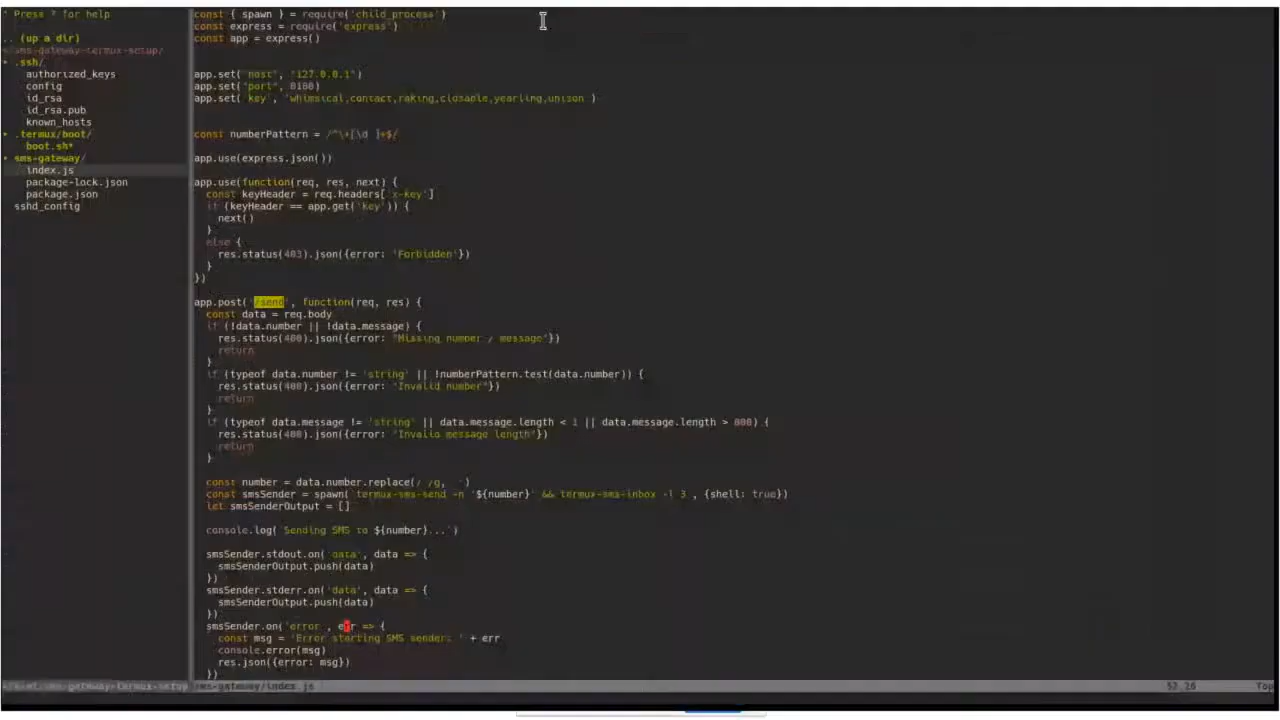 " Press ? for help
.. (up a dir)
sms-gateway-termux-setup/
.ssh/
authorized_keys
config
id_rsa
id_rsa.pub
known_hosts
.termux/boot/
boot.sh*
sms-gateway/
index.js
package-lock.json
package.json
sshd_config
const { spawn } = require('child_process')
const express = require('express')
const app = express()
app.set('host', '127.0.0.1')
app.set("port",
app.set('key', 'whimsical,contact,raking,closable,yearling,unison')
const numberPattern = /^\+[\d ]+$/
app.use(express.json())
app.use(function(req, res, next) {
const keyHeader = req.headers['x-key']
if (keyHeader == app.get('key')) {
next()
}
else {
res.status(403).json({error: 'Forbidden'})
}
})
app.post('/send', function(req, res) {
const data = req.body
if (!data.number || !data.message) {
res.status(400).json({error: "Missing number / message"})
return
}
if (typeof data.number != 'string' || !numberPattern.test(data.number)) {
res.status(400).json({error: 'Invalid number"})
return
}
if (typeof data.message != 'string' || data.message.length < 1 || data.message.length > 800) {
res.status(400).json({error: 'Invalid message length"})
return
}
const number = data.number.replace(/ /g, '')
const smsSender = spawn(`termux-sms-send -n '${number}' && termux-sms-inbox -l 3`, {shell: true})
let smsSenderOutput = []
console.log(`Sending SMS to ${number}...`)
smsSender.stdout.on('data', data => {
smsSenderOutput.push(data)
})
smsSender.stderr.on('data', data => {
smsSenderOutput.push(data)
})
smsSender.on('error', err => {
const msg = 'Error starting SMS sender: ' + err
console.error(msg)
res.json({error: msg})
})
sms-gateway-termux-setup sms-gateway/index.js 52,26 Top